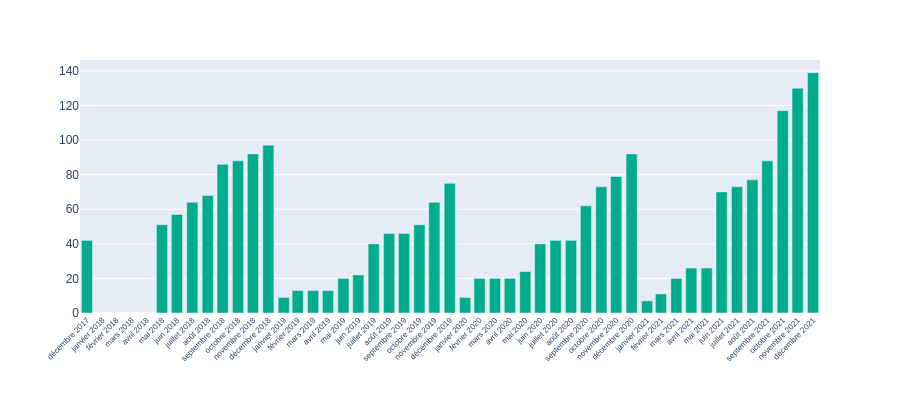 140
120
100
80
60
40
20
0
décembre 2017
janvier 2018
février 2018
mars 2018
avril 2018
mai 2018
juin 2018
juillet 2018
août 2018
septembre 2018
octobre 2018
novembre 2018
décembre 2018
janvier 2019
février 2019
mars 2019
avril 2019
mai 2019
juin 2019
juillet 2019
août 2019
septembre 2019
octobre 2019
novembre 2019
décembre 2019
janvier 2020
février 2020
mars 2020
avril 2020
mai 2020
juin 2020
juillet 2020
août 2020
septembre 2020
octobre 2020
novembre 2020
décembre 2020
janvier 2021
février 2021
mars 2021
avril 2021
mai 2021
juin 2021
juillet 2021
août 2021
septembre 2021
octobre 2021
novembre 2021
décembre 2021